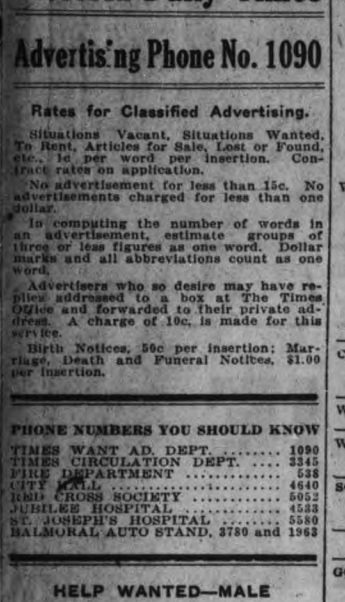 Advertising Phone No. 1090
Rates for Classified Advertising.
Situations Vacant, Situations Wanted,
To Rent, Articles for Sale, Lost or Found,
etc., 1c per word per insertion. Con-
tract rates on application.
No advertisement for less than 15c. No
advertisements charged for less than one
dollar.
In computing the number of words in
an advertisement, estimate groups of
three or less figures as one word. Dollar
marks and all abbreviations count as one
word.
Advertisers who so desire may have re-
plies addressed to a box at The Times
Office and forwarded to their private ad-
dress. A charge of 10c. is made for this
service.
Birth Notices, 50c per insertion; Mar-
riage, Death and Funeral Notices, $1.00
per insertion.
PHONE NUMBERS YOU SHOULD KNOW
TIMES WANT AD. DEPT. ........ 1090
TIMES CIRCULATION DEPT. .... 3345
FIRE DEPARTMENT ............ 538
CITY HALL .................. 4640
RED CROSS SOCIETY .......... 5052
JUBILEE HOSPITAL ........... 4533
ST. JOSEPH'S HOSPITAL ...... 5580
BALMORAL AUTO STAND, 3780 and 1963
HELP WANTED—MALE